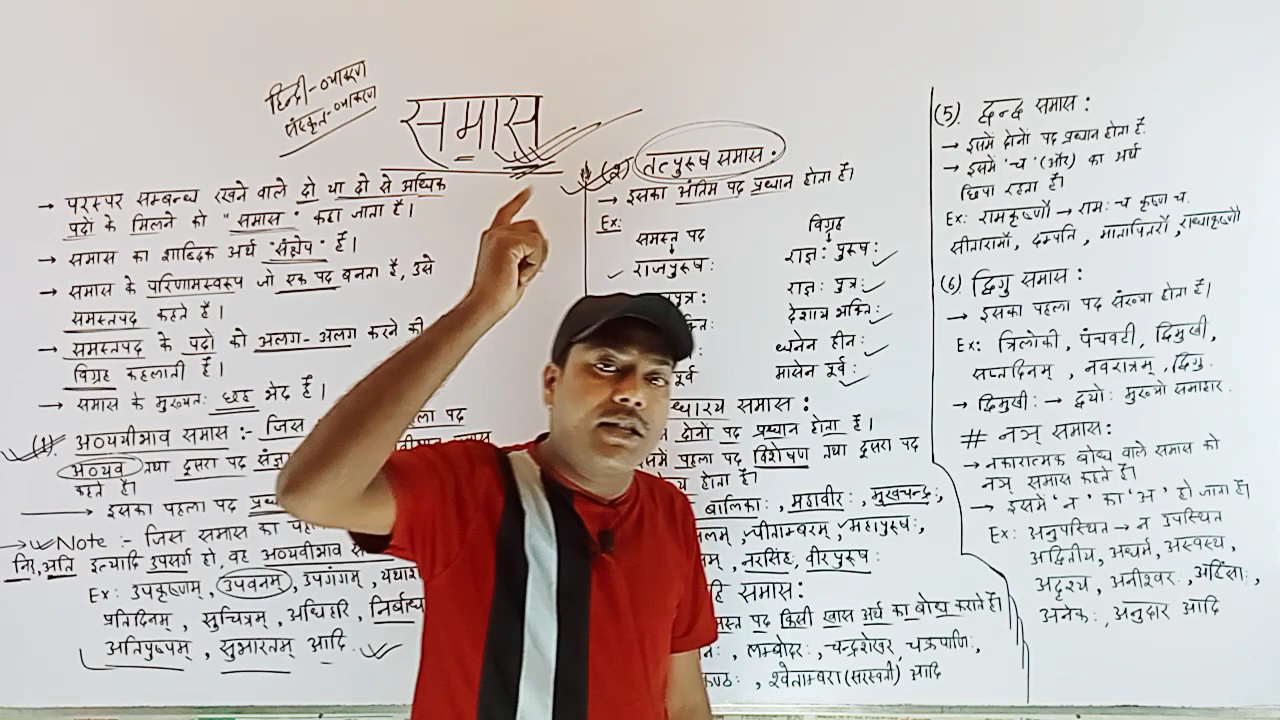 हिन्दी-व्याकरण
संस्कृत-व्याकरण
समास
→ परस्पर सम्बन्ध रखने वाले दो या दो से अधिक
पदों के मिलने को "समास" कहा जाता है।
→ समास का शाब्दिक अर्थ "संक्षेप" है।
→ समास के परिणामस्वरूप जो एक पद बनता है, उसे
समस्तपद कहते हैं।
→ समस्तपद के पदों को अलग-अलग करने की
विग्रह कहलाती हैं।
→ समास के मुख्यतः छह भेद हैं।
(1) अव्ययीभाव समास :- जिस
पहला पद
अव्यय तथा दूसरा पद
कहते हैं।
→ इसका पहला पद
→ Note :- जिस समास का
निर, अति इत्यादि उपसर्ग हो, वह अव्ययीभाव
Ex: उपकृष्णम्, उपवनम्, उपगंगम्,
प्रतिदिनम्, सुचित्रम्, अधिहरि,
अतिपुष्पम्, सुभारतम् आदि
(2) तत्पुरूष समास :
→ इसका अंतिम पद प्रधान होता हैं।
Ex:
समस्त पद
विग्रह
राजपुरूषः
राज्ञः पुरूषः
राज्ञः पुत्रः
देशाय भक्तिः
धनेन हीनः
मासेन पूर्वः
समास :
दोनों पद प्रधान होता है।
पहला पद विशेषण तथा दूसरा पद
होता है।
बालिकाः, महावीरः, मुखचन्द्रः,
पीताम्बरम्, महापुरूषः,
नरसिंहः, वीरपुरूषः
समास:
पद किसी खास अर्थ का बोध कराते हैं।
लम्बोदरः, चन्द्रशेखर, चक्रपाणिः,
श्वेताम्बरा (सरस्वती) आदि
(5). द्वन्द्व समास :
→ इसमें दोनों पद प्रधान होता है.
→ इसमें 'च' (और) का अर्थ
छिपा रहता है।
Ex: रामकृष्णौ → रामः च कृष्ण च.
सीतारामौ, दम्पति, मातापितरौ, राधाकृष्णौ
(6). द्विगु समास :
→ इसका पहला पद संख्या होता है।
Ex: त्रिलोकी, पंचवटी, द्विमुखी,
सप्तदिनम्, नवरात्रम्, द्विगु.
→ द्विमुखी: → द्वयोः मुखयो समाहार.
# नञ् समास:
→ नकारात्मक बोध वाले समास को
नञ् समास कहते हैं।
→ इसमें 'न' का 'अ' हो जाता है।
Ex: अनुपस्थित → न उपस्थित
अद्वितीय, अधर्म, अस्वस्थ,
अदृश्य, अनीश्वरः, अहिंसाः,
अनेकः, अनुदार आदि